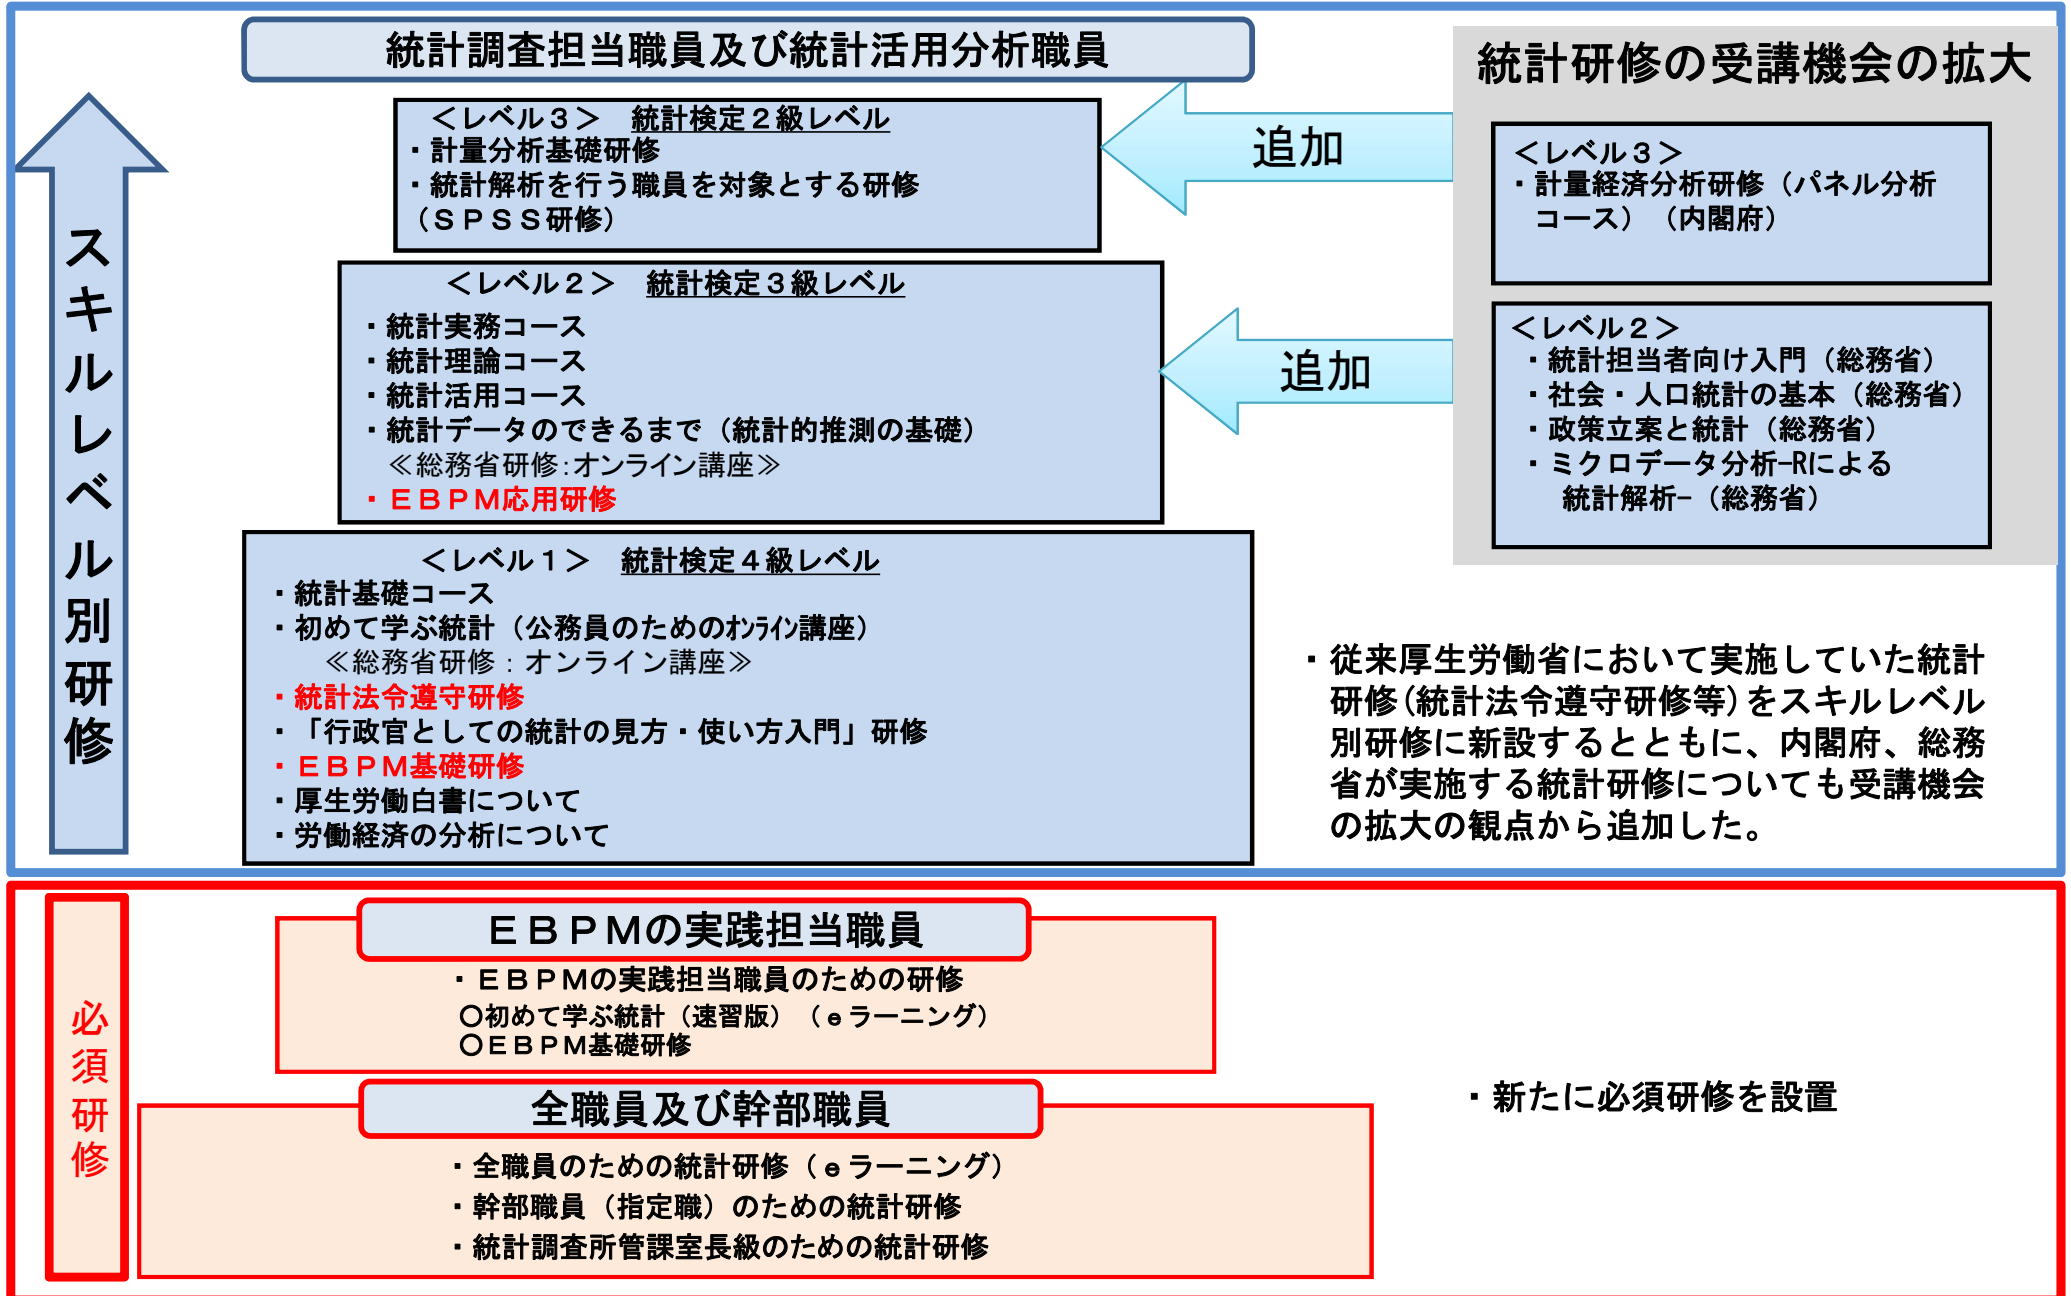 統計調査担当職員及び統計活用分析職員
スキルレベル別研修
＜レベル３＞　統計検定２級レベル
・計量分析基礎研修
・統計解析を行う職員を対象とする研修
（ＳＰＳＳ研修）
＜レベル２＞　統計検定３級レベル
・統計実務コース
・統計理論コース
・統計活用コース
・統計データのできるまで（統計的推測の基礎）
≪総務省研修：オンライン講座≫
・ＥＢＰＭ応用研修
＜レベル１＞　統計検定４級レベル
・統計基礎コース
・初めて学ぶ統計（公務員のためのｵﾝﾗｲﾝ講座）
≪総務省研修：オンライン講座≫
・統計法令遵守研修
・「行政官としての統計の見方・使い方入門」研修
・ＥＢＰＭ基礎研修
・厚生労働白書について
・労働経済の分析について
追加
追加
統計研修の受講機会の拡大
＜レベル３＞
・計量経済分析研修（パネル分析
コース）（内閣府）
＜レベル２＞
・統計担当者向け入門（総務省）
・社会・人口統計の基本（総務省）
・政策立案と統計（総務省）
・ミクロデータ分析−Rによる
統計解析−（総務省）
・従来厚生労働省において実施していた統計
研修(統計法令遵守研修等)をスキルレベル
別研修に新設するとともに、内閣府、総務
省が実施する統計研修についても受講機会
の拡大の観点から追加した。
必須研修
ＥＢＰＭの実践担当職員
・ＥＢＰＭの実践担当職員のための研修
〇初めて学ぶ統計（速習版）（ｅラーニング）
〇ＥＢＰＭ基礎研修
全職員及び幹部職員
・全職員のための統計研修（ｅラーニング）
・幹部職員（指定職）のための統計研修
・統計調査所管課室長級のための統計研修
・新たに必須研修を設置